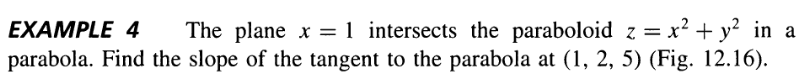 EXAMPLE 4 The plane x = 1 intersects the paraboloid z = x² + y² in a
parabola. Find the slope of the tangent to the parabola at (1, 2, 5) (Fig. 12.16).